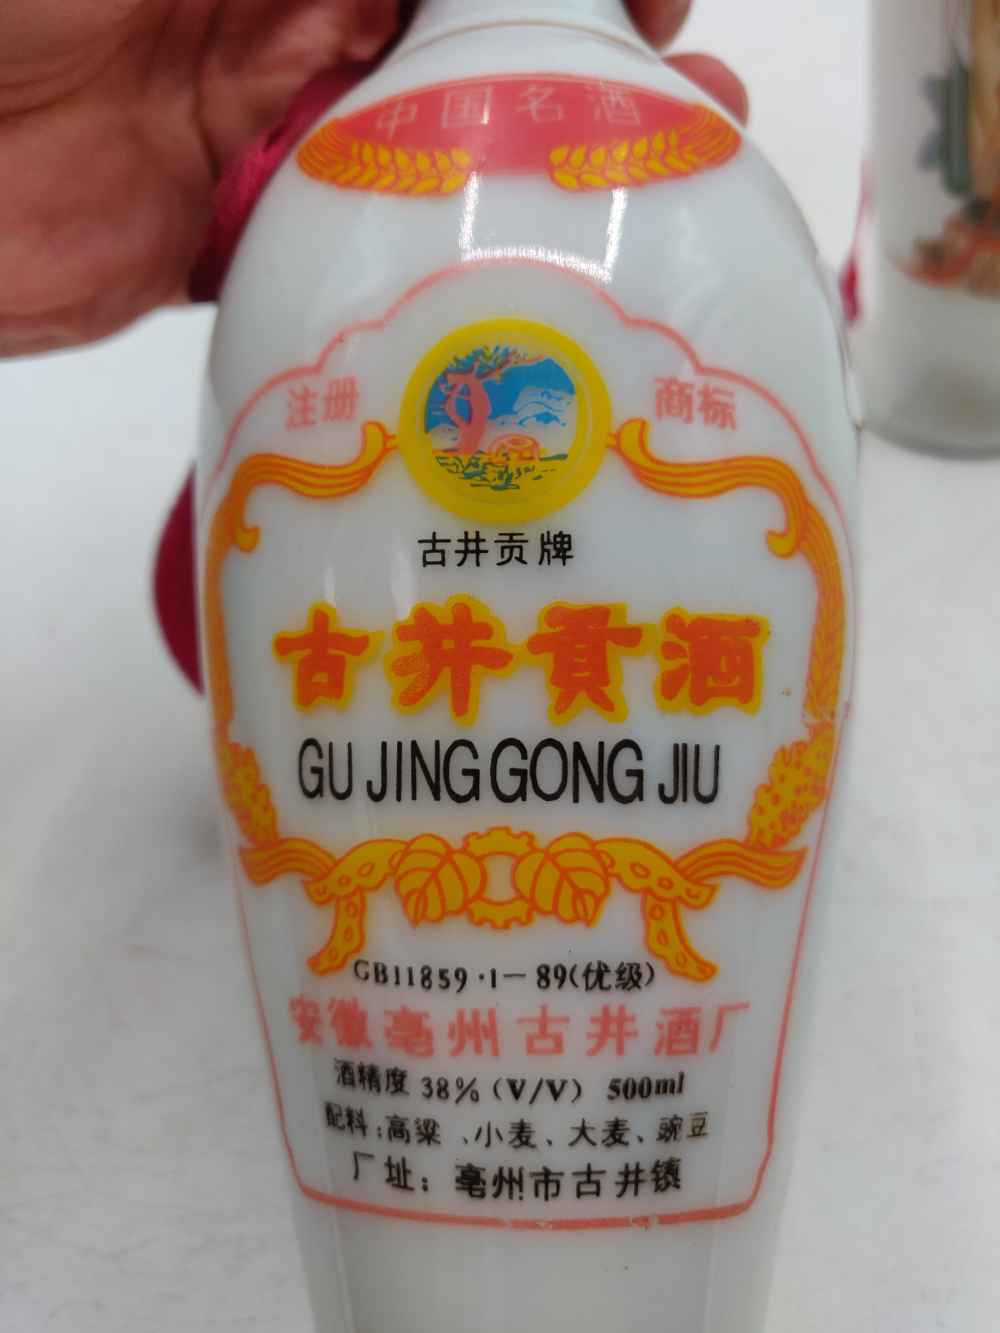 中国名酒
注册 商标
古井贡牌
古井贡酒
GU JING GONG JIU
GB11859·1—89(优级)
安徽亳州古井酒厂
酒精度 38%（V/V） 500ml
配料:高粱、小麦、大麦、豌豆
厂址：亳州市古井镇